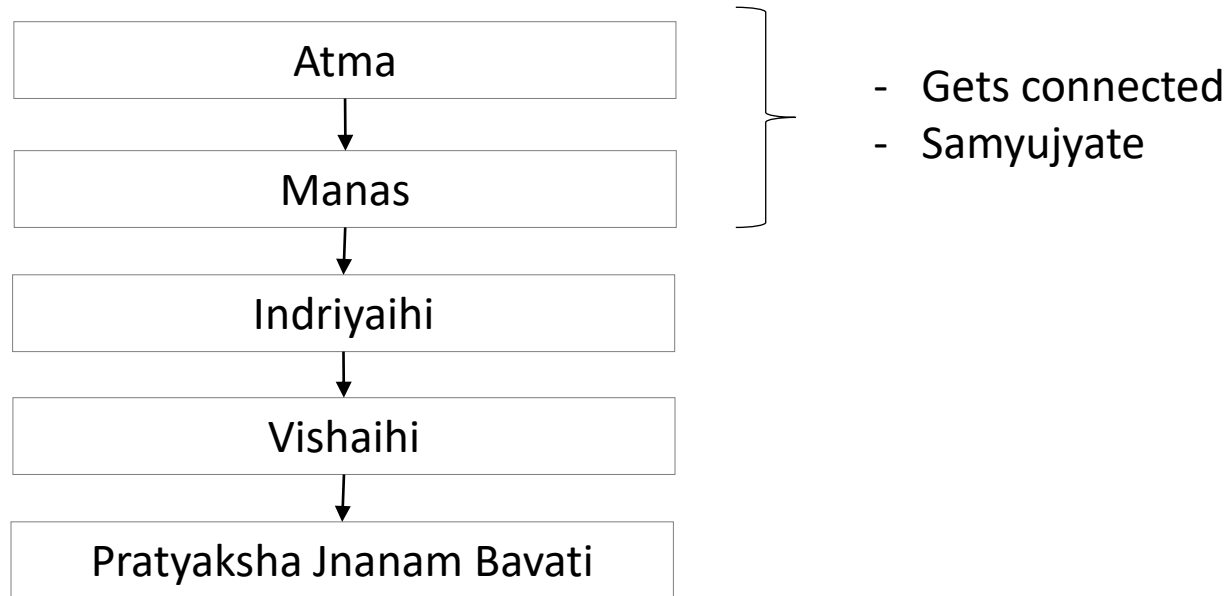 Atma
Manas
Indriyaihi
Vishaihi
Pratyaksha Jnanam Bavati
- Gets connected
- Samyujyate